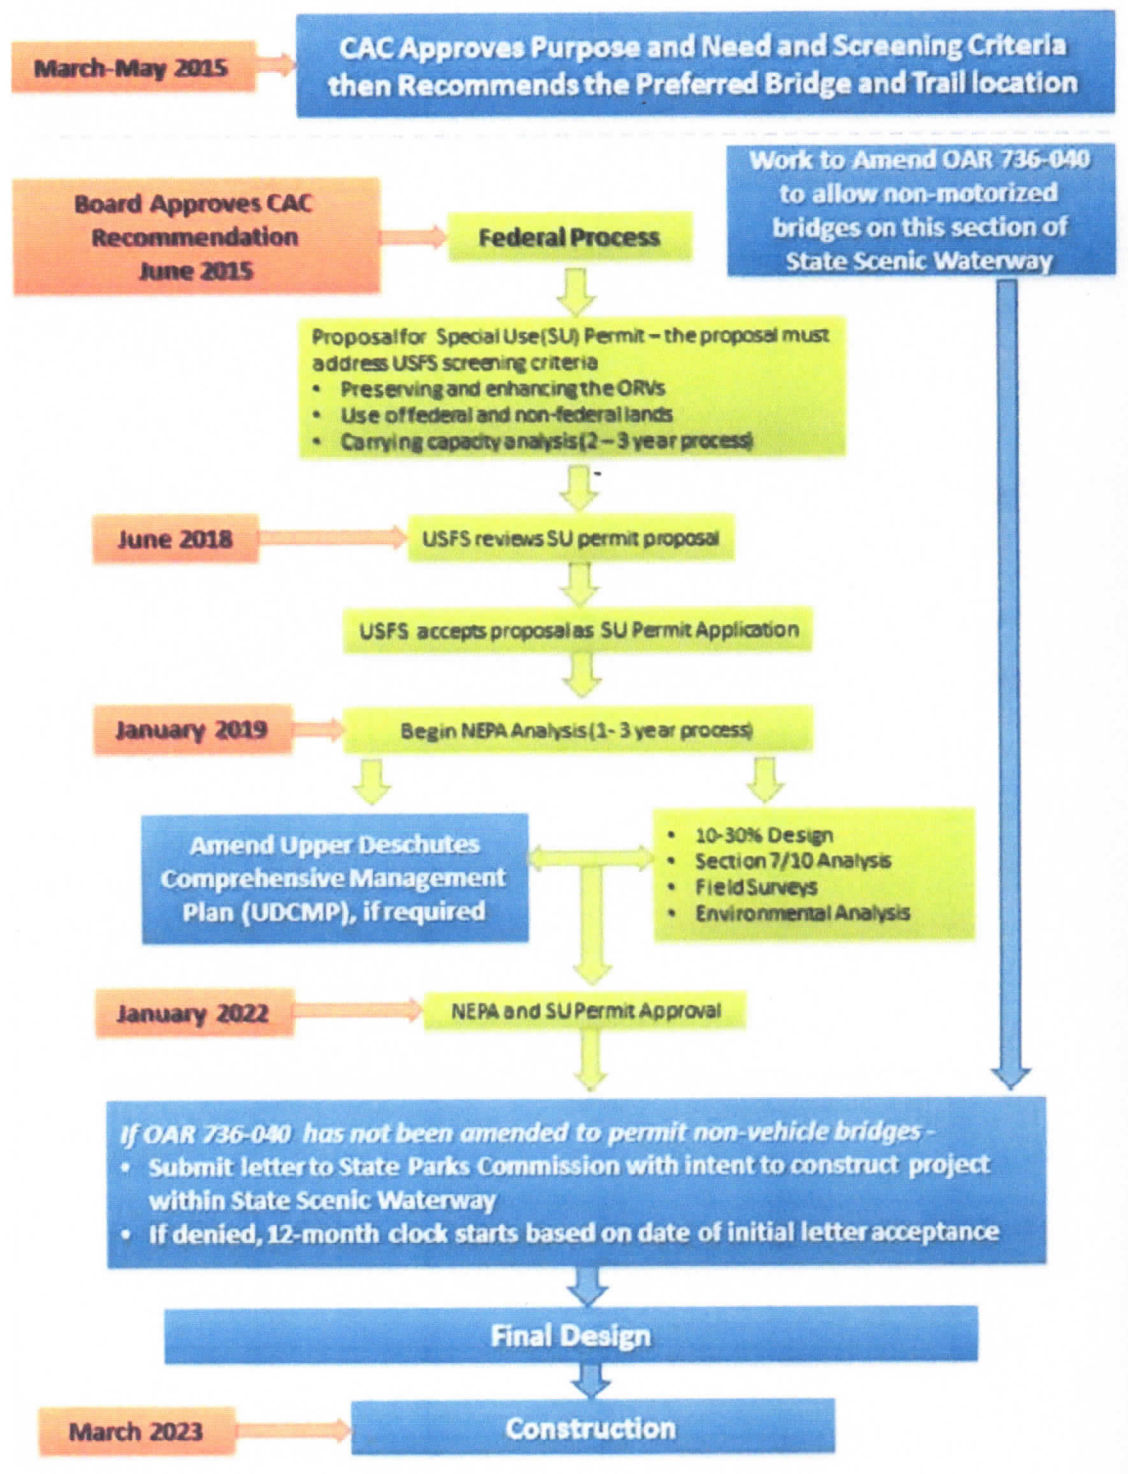 March-May 2015
CAC Approves Purpose and Need and Screening Criteria
then Recommends the Preferred Bridge and Trail location
Board Approves CAC
Recommendation
June 2015
Federal Process
Work to Amend OAR 736-040
to allow non-motorized
bridges on this section of
State Scenic Waterway
Proposal for Special Use(SU) Permit – the proposal must
address USFS screening criteria
• Preserving and enhancing the ORVs
• Use of federal and non-federal lands
• Carrying capacity analysis (2 – 3 year process)
June 2018
USFS reviews SU permit proposal
USFS accepts proposal as SU Permit Application
January 2019
Begin NEPA Analysis (1- 3 year process)
Amend Upper Deschutes
Comprehensive Management
Plan (UDCMP), if required
• 10-30% Design
• Section 7/10 Analysis
• Field Surveys
• Environmental Analysis
January 2022
NEPA and SU Permit Approval
If OAR 736-040 has not been amended to permit non-vehicle bridges -
• Submit letter to State Parks Commission with intent to construct project
within State Scenic Waterway
• If denied, 12-month clock starts based on date of initial letter acceptance
Final Design
March 2023
Construction